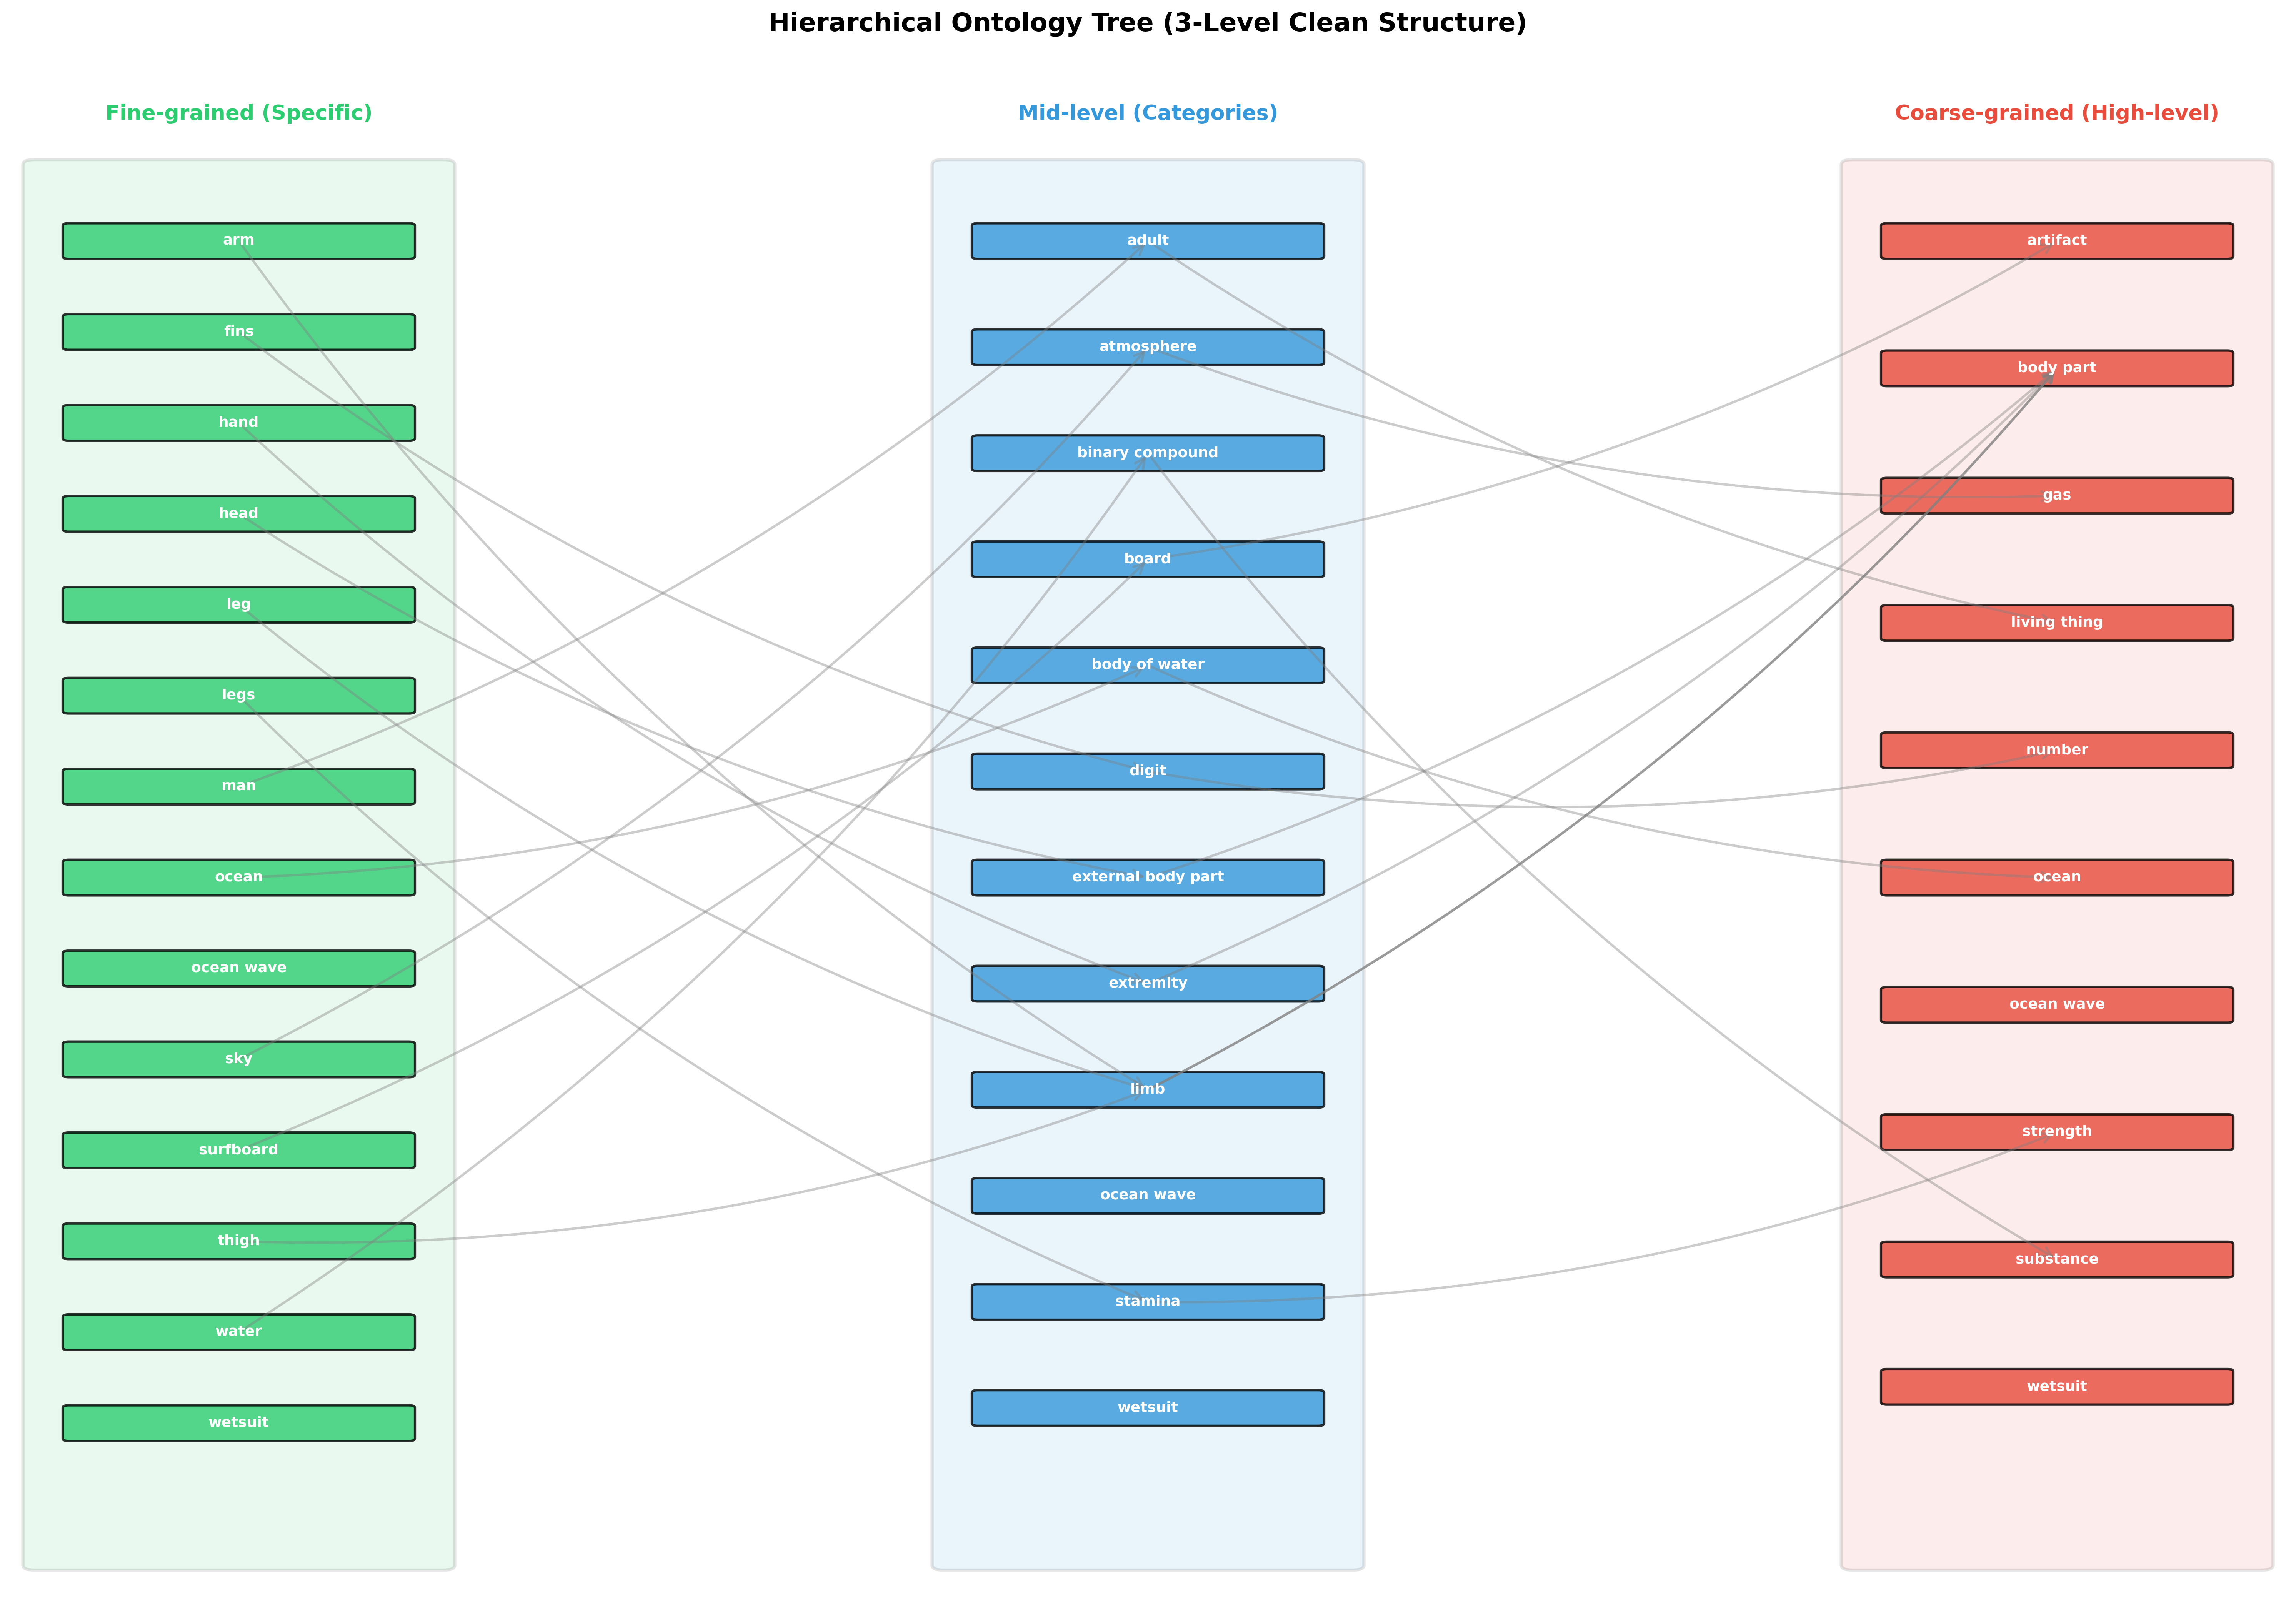 Hierarchical Ontology Tree (3-Level Clean Structure)
Fine-grained (Specific)
arm
fins
hand
head
leg
legs
man
ocean
ocean wave
sky
surfboard
thigh
water
wetsuit
Mid-level (Categories)
adult
atmosphere
binary compound
board
body of water
digit
external body part
extremity
limb
ocean wave
stamina
wetsuit
Coarse-grained (High-level)
artifact
body part
gas
living thing
number
ocean
ocean wave
strength
substance
wetsuit